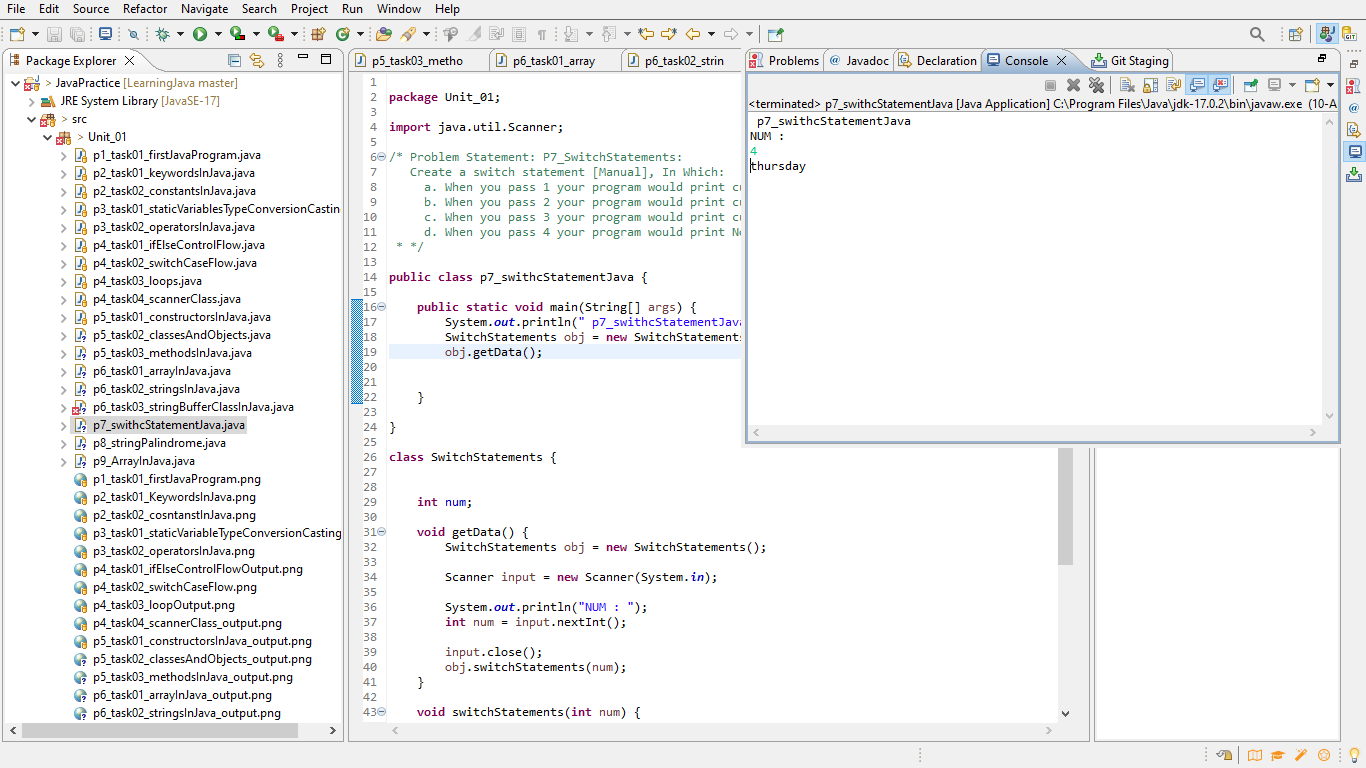 File Edit Source Refactor Navigate Search Project Run Window Help
Package Explorer
JavaPractice [LearningJava master]
JRE System Library [JavaSE-17]
src
Unit_01
p1_task01_firstJavaProgram.java
p2_task01_keywordsInJava.java
p2_task02_constantsInJava.java
p3_task01_staticVariablesTypeConversionCastin
p3_task02_operatorsInJava.java
p4_task01_ifElseControlFlow.java
p4_task02_switchCaseFlow.java
p4_task03_loops.java
p4_task04_scannerClass.java
p5_task01_constructorsInJava.java
p5_task02_classesAndObjects.java
p5_task03_methodsInJava.java
p6_task01_arrayInJava.java
p6_task02_stringsInJava.java
p6_task03_stringBufferClassInJava.java
p7_swithcStatementJava.java
p8_stringPalindrome.java
p9_ArrayInJava.java
p1_task01_firstJavaProgram.png
p2_task01_KeywordsInJava.png
p2_task02_cosntanstInJava.png
p3_task01_staticVariableTypeConversionCasting
p3_task02_operatorsInJava.png
p4_task01_ifElseControlFlowOutput.png
p4_task02_switchCaseFlow.png
p4_task03_loopOutput.png
p4_task04_scannerClass_output.png
p5_task01_constructorsInJava_output.png
p5_task02_classesAndObjects_output.png
p5_task03_methodsInJava_output.png
p6_task01_arrayInJava_output.png
p6_task02_stringsInJava_output.png
p5_task03_metho p6_task01_array p6_task02_strin
1
2 package Unit_01;
3
4 import java.util.Scanner;
5
6 /* Problem Statement: P7_SwitchStatements:
7 Create a switch statement [Manual], In Which:
8 a. When you pass 1 your program would print c
9 b. When you pass 2 your program would print c
10 c. When you pass 3 your program would print c
11 d. When you pass 4 your program would print N
12 * */
13
14 public class p7_swithcStatementJava {
15
16 public static void main(String[] args) {
17 System.out.println(" p7_swithcStatementJava
18 SwitchStatements obj = new SwitchStatements
19 obj.getData();
20
21
22 }
23
24 }
25
26 class SwitchStatements {
27
28
29 int num;
30
31 void getData() {
32 SwitchStatements obj = new SwitchStatements();
33
34 Scanner input = new Scanner(System.in);
35
36 System.out.println("NUM : ");
37 int num = input.nextInt();
38
39 input.close();
40 obj.switchStatements(num);
41 }
42
43 void switchStatements(int num) {
Problems Javadoc Declaration Console Git Staging
<terminated> p7_swithcStatementJava [Java Application] C:\Program Files\Java\jdk-17.0.2\bin\javaw.exe (10-A
p7_swithcStatementJava
NUM :
4
thursday